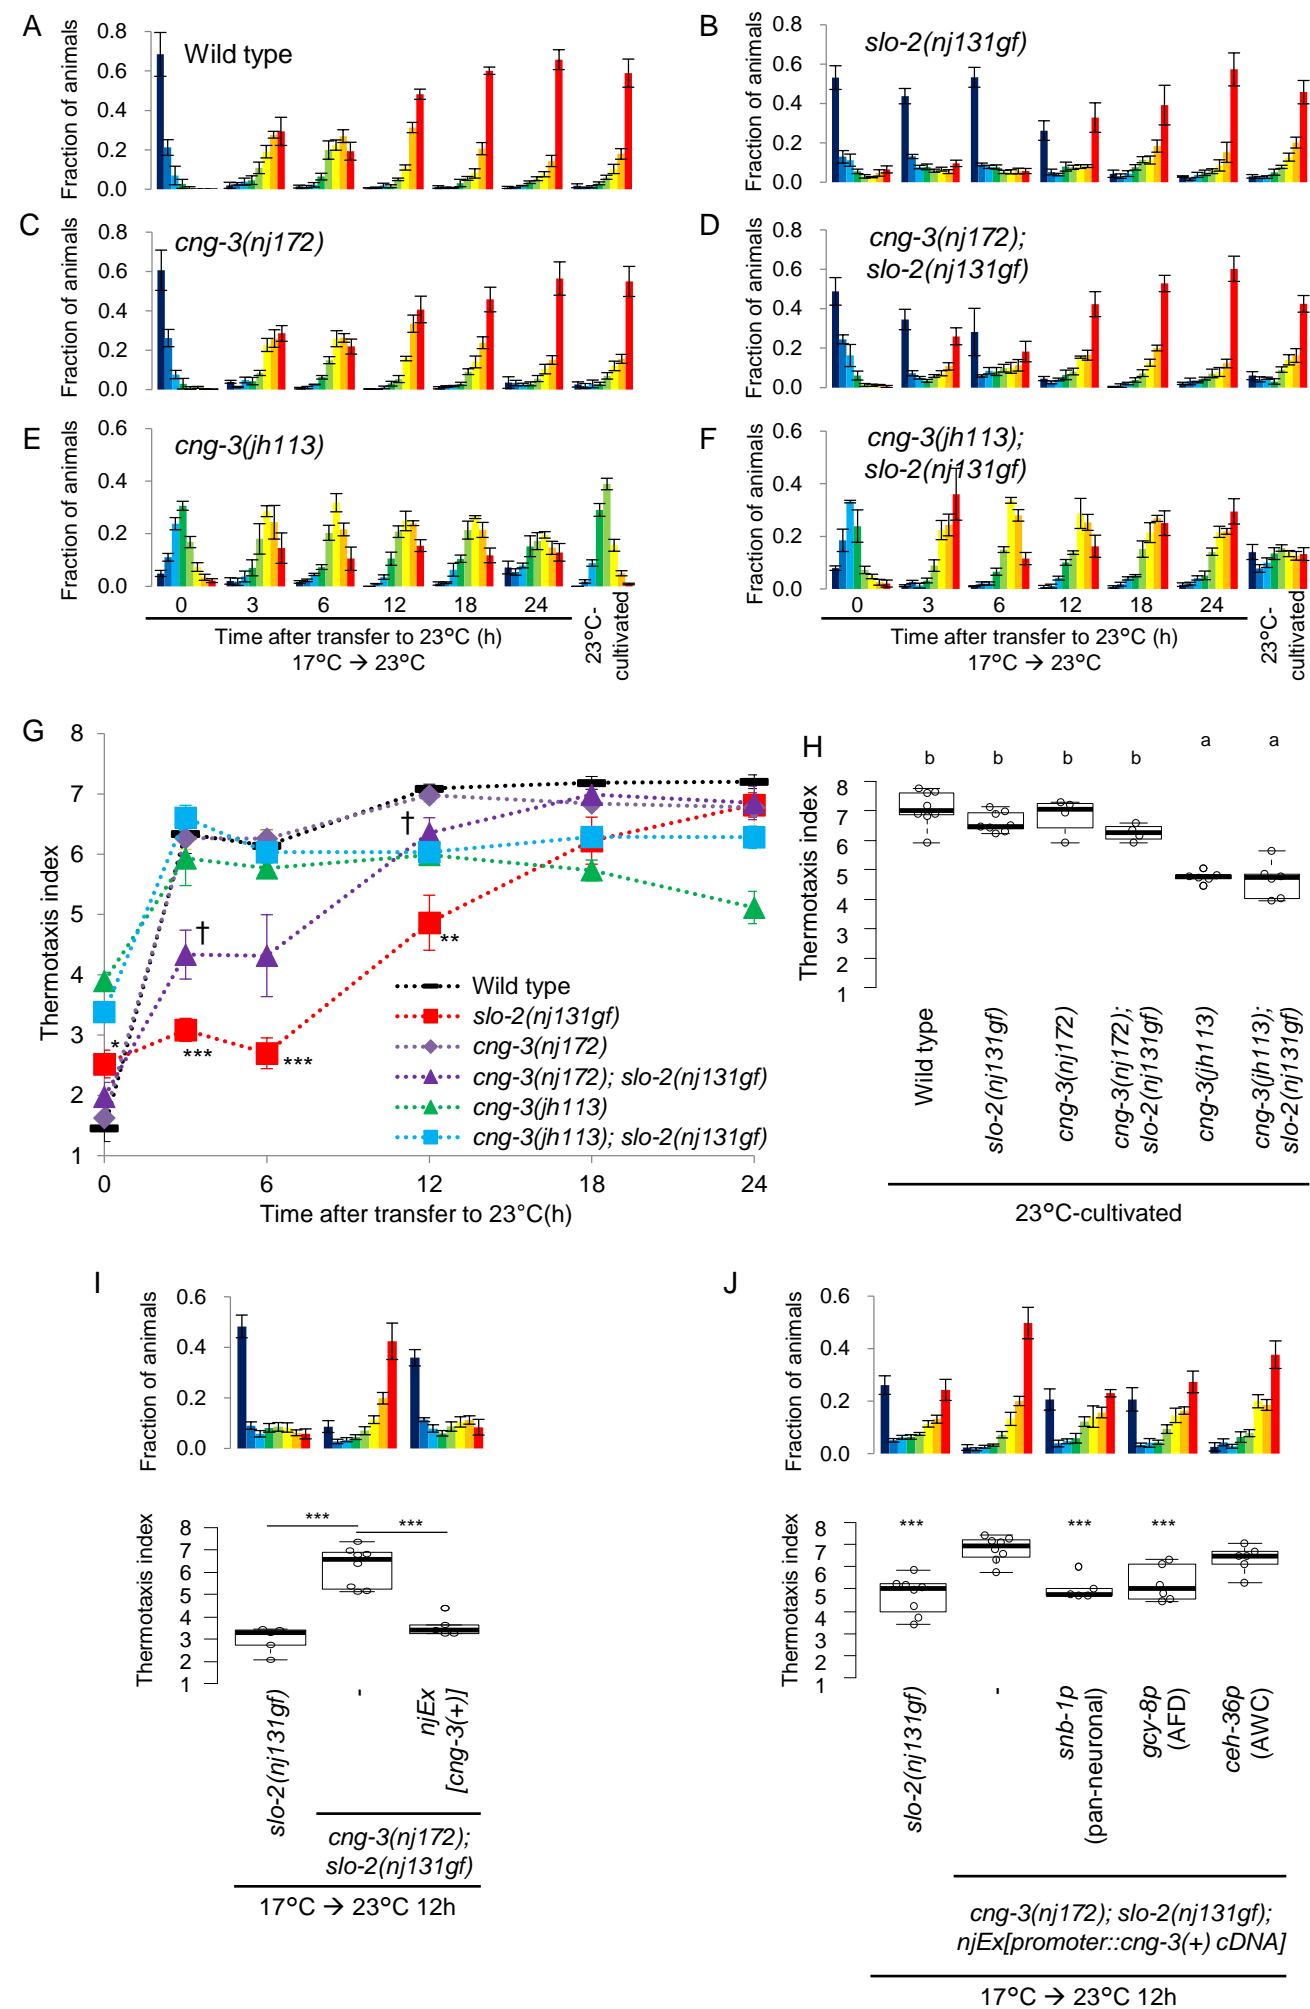 A
Fraction of animals
0.8
0.6
0.4
0.2
0.0
Wild type
B
Fraction of animals
0.8
0.6
0.4
0.2
0.0
slo-2(nj131gf)
C
Fraction of animals
0.8
0.6
0.4
0.2
0.0
cng-3(nj172)
D
Fraction of animals
0.8
0.6
0.4
0.2
0.0
cng-3(nj172);
slo-2(nj131gf)
E
Fraction of animals
0.6
0.4
0.2
0.0
cng-3(jh113)
0 3 6 12 18 24
Time after transfer to 23°C (h)
17°C → 23°C
23°C-
cultivated
F
Fraction of animals
0.6
0.4
0.2
0.0
cng-3(jh113);
slo-2(nj131gf)
0 3 6 12 18 24
Time after transfer to 23°C (h)
17°C → 23°C
23°C-
cultivated
G
Thermotaxis index
8
7
6
5
4
3
2
1
†
†
*
***
***
**
Wild type
slo-2(nj131gf)
cng-3(nj172)
cng-3(nj172); slo-2(nj131gf)
cng-3(jh113)
cng-3(jh113); slo-2(nj131gf)
0 6 12 18 24
Time after transfer to 23°C(h)
H
Thermotaxis index
8
7
6
5
4
3
2
1
b b b b a a
Wild type
slo-2(nj131gf)
cng-3(nj172)
cng-3(nj172);
slo-2(nj131gf)
cng-3(jh113)
cng-3(jh113);
slo-2(nj131gf)
23°C-cultivated
I
Fraction of animals
0.6
0.4
0.2
0.0
Thermotaxis index
8
7
6
5
4
3
2
1
*** ***
slo-2(nj131gf)
-
njEx
[cng-3(+)]
cng-3(nj172);
slo-2(nj131gf)
17°C → 23°C 12h
J
Fraction of animals
0.6
0.4
0.2
0.0
Thermotaxis index
8
7
6
5
4
3
2
1
*** *** ***
slo-2(nj131gf)
-
snb-1p
(pan-neuronal)
gcy-8p
(AFD)
ceh-36p
(AWC)
cng-3(nj172); slo-2(nj131gf);
njEx[promoter::cng-3(+) cDNA]
17°C → 23°C 12h